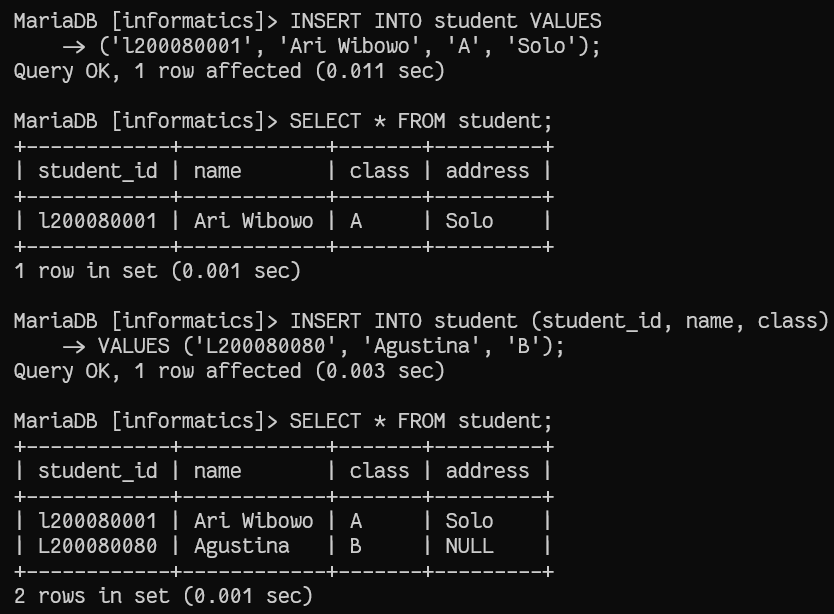 MariaDB [informatics]> INSERT INTO student VALUES
    -> ('l200080001', 'Ari Wibowo', 'A', 'Solo');
Query OK, 1 row affected (0.011 sec)

MariaDB [informatics]> SELECT * FROM student;
+------------+------------+-------+---------+
| student_id | name       | class | address |
+------------+------------+-------+---------+
| l200080001 | Ari Wibowo | A     | Solo    |
+------------+------------+-------+---------+
1 row in set (0.001 sec)

MariaDB [informatics]> INSERT INTO student (student_id, name, class)
    -> VALUES ('L200080080', 'Agustina', 'B');
Query OK, 1 row affected (0.003 sec)

MariaDB [informatics]> SELECT * FROM student;
+------------+------------+-------+---------+
| student_id | name       | class | address |
+------------+------------+-------+---------+
| l200080001 | Ari Wibowo | A     | Solo    |
| L200080080 | Agustina   | B     | NULL    |
+------------+------------+-------+---------+
2 rows in set (0.001 sec)